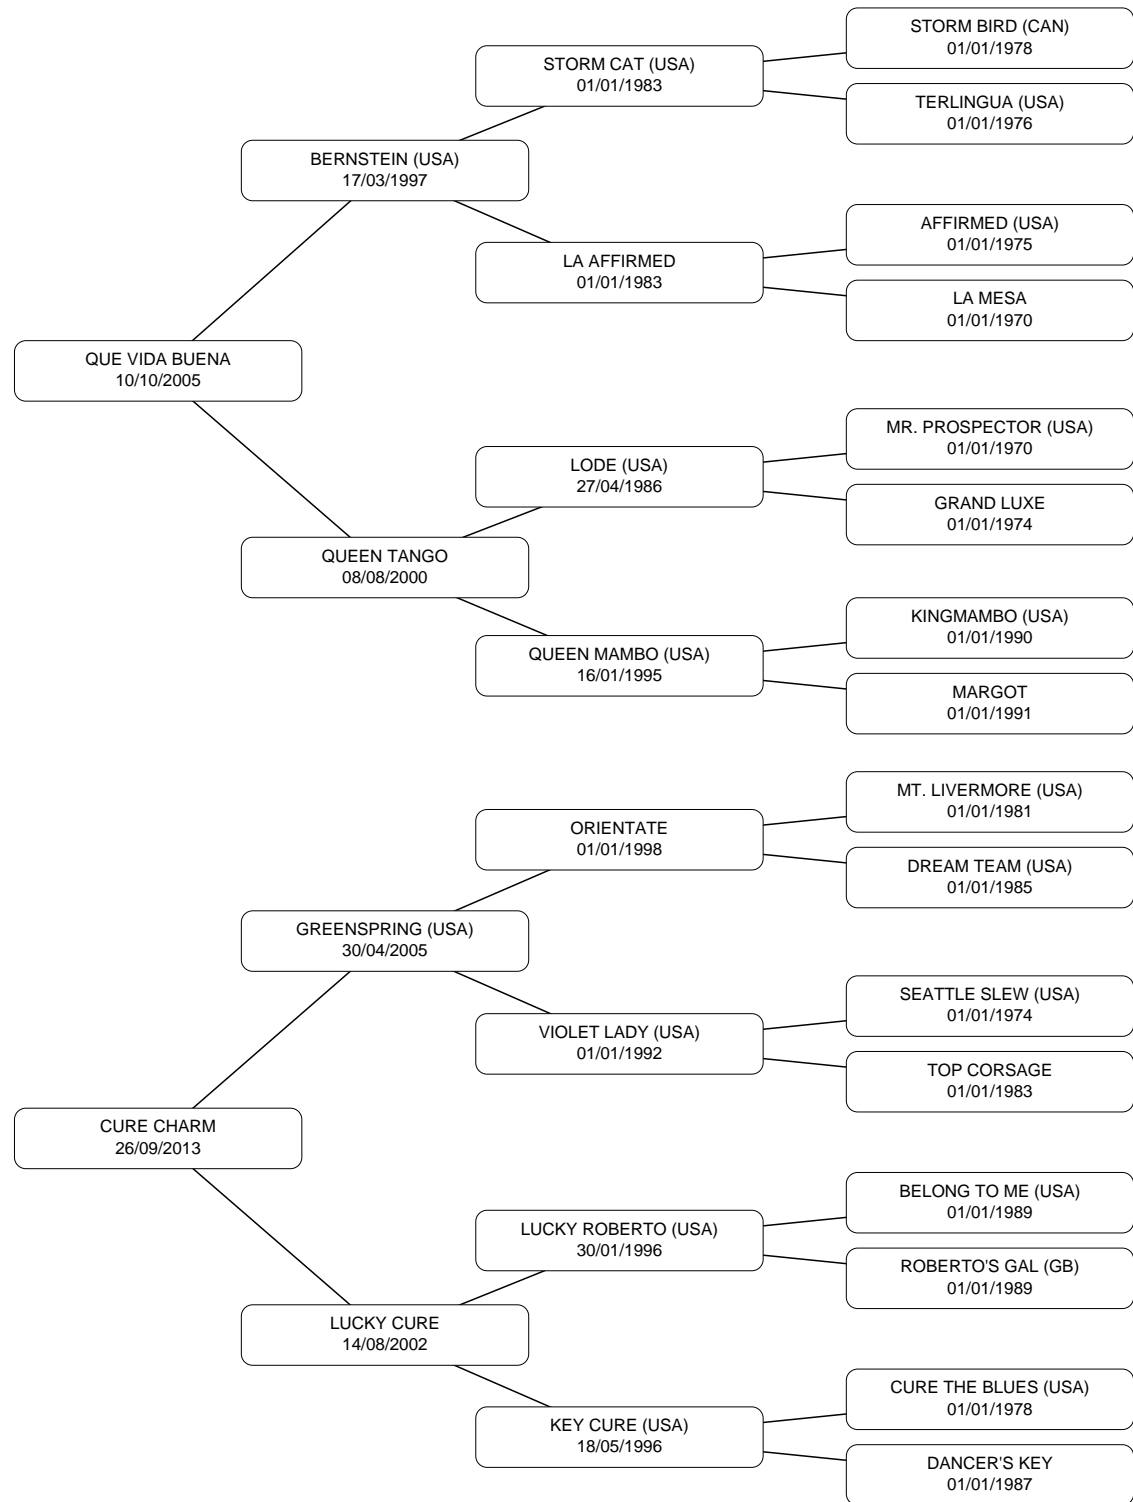 STORM BIRD (CAN)
01/01/1978
STORM CAT (USA)
01/01/1983
TERLINGUA (USA)
01/01/1976
BERNSTEIN (USA)
17/03/1997
AFFIRMED (USA)
01/01/1975
LA AFFIRMED
01/01/1983
LA MESA
01/01/1970
QUE VIDA BUENA
10/10/2005
MR. PROSPECTOR (USA)
01/01/1970
LODE (USA)
27/04/1986
GRAND LUXE
01/01/1974
QUEEN TANGO
08/08/2000
KINGMAMBO (USA)
01/01/1990
QUEEN MAMBO (USA)
16/01/1995
MARGOT
01/01/1991
MT. LIVERMORE (USA)
01/01/1981
ORIENTATE
01/01/1998
DREAM TEAM (USA)
01/01/1985
GREENSPRING (USA)
30/04/2005
SEATTLE SLEW (USA)
01/01/1974
VIOLET LADY (USA)
01/01/1992
TOP CORSAGE
01/01/1983
CURE CHARM
26/09/2013
BELONG TO ME (USA)
01/01/1989
LUCKY ROBERTO (USA)
30/01/1996
ROBERTO'S GAL (GB)
01/01/1989
LUCKY CURE
14/08/2002
CURE THE BLUES (USA)
01/01/1978
KEY CURE (USA)
18/05/1996
DANCER'S KEY
01/01/1987